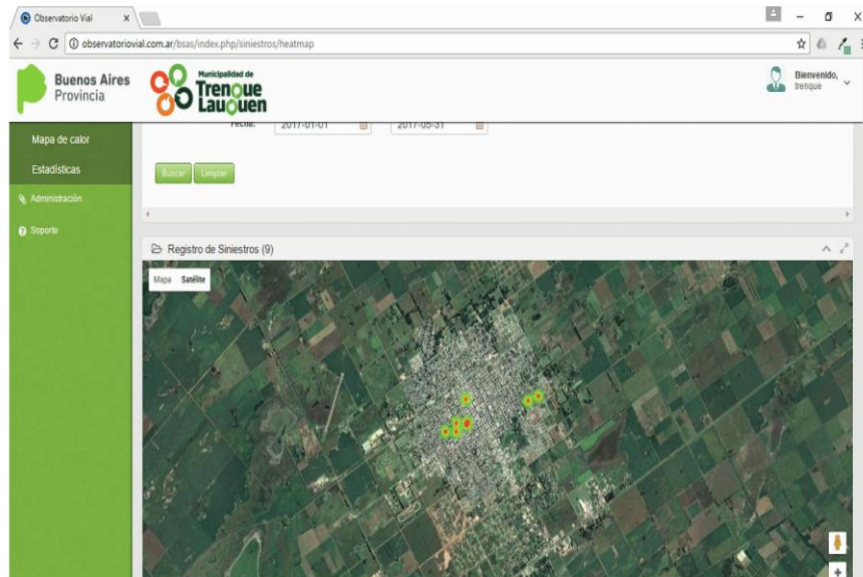 Observatorio Vial
observatoriovial.com.ar/bsas/index.php/siniestros/heatmap
Buenos Aires
Provincia
Municipalidad de
Trenque
Lauquen
Bienvenido,
trenque
Mapa de calor
Estadísticas
Administración
Soporte
Fecha:
2017-01-01
2017-05-31
Buscar
Limpiar
Registro de Siniestros (9)
Mapa
Satélite